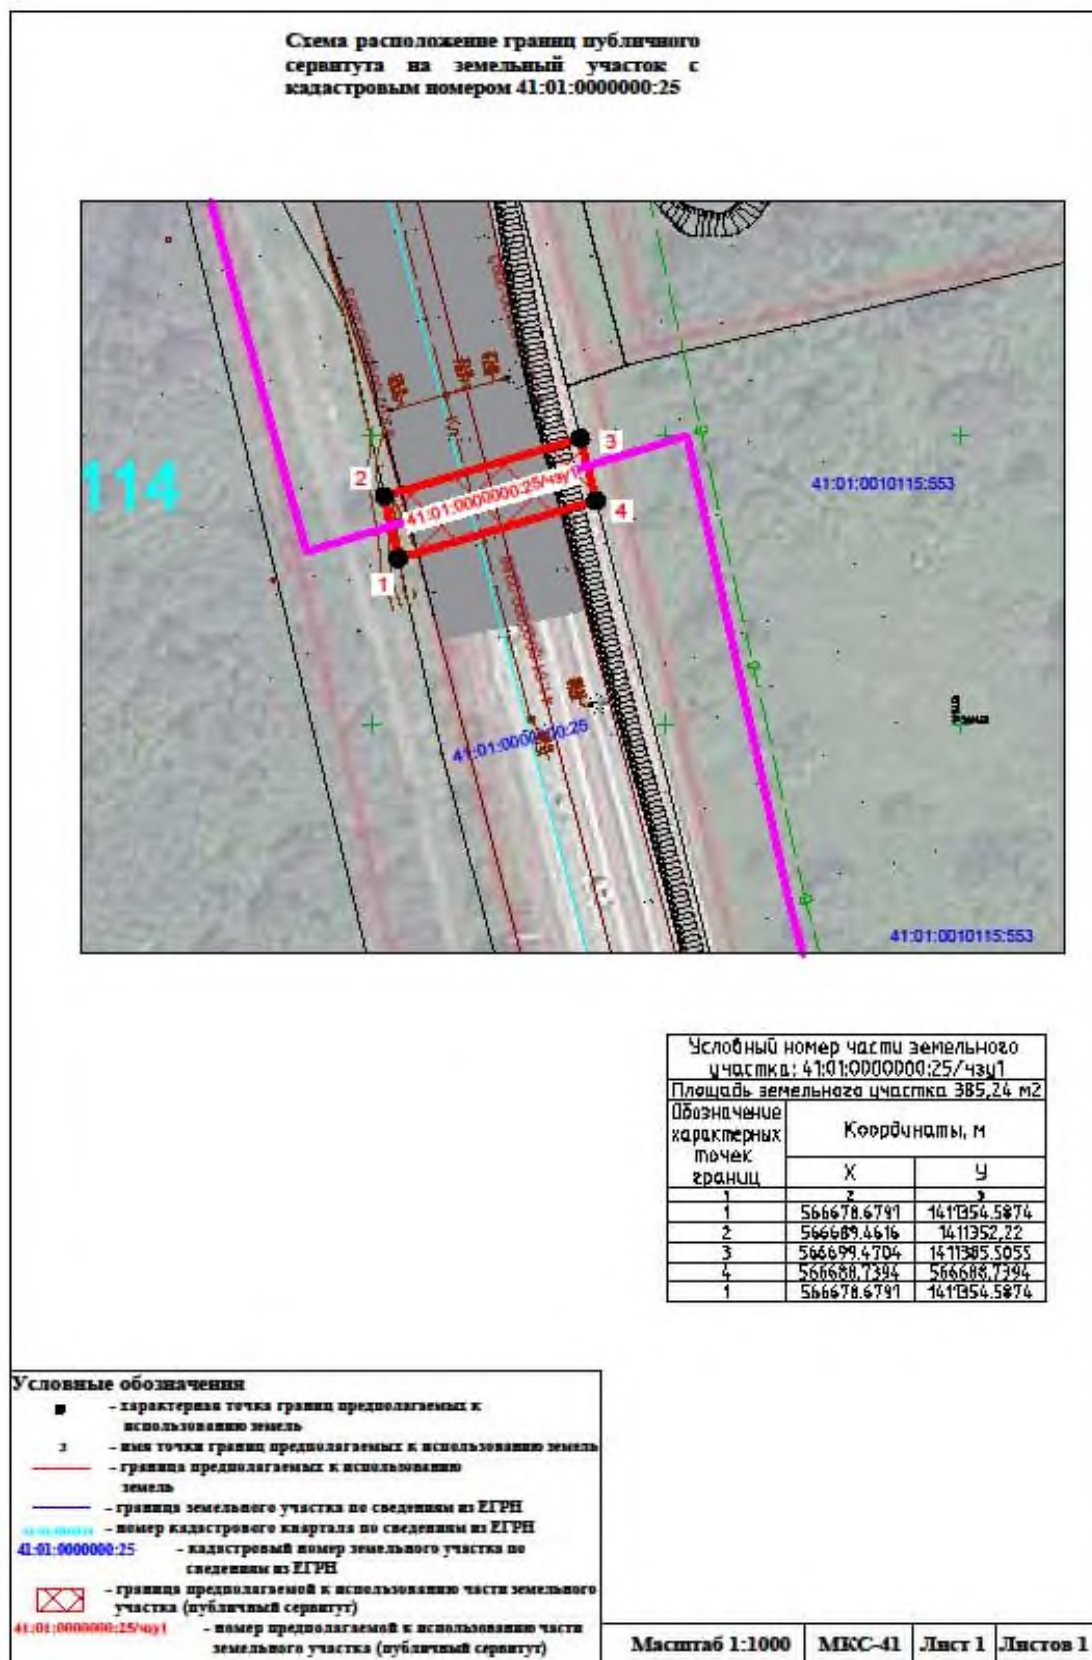 Схема расположение границ публичного
сервитута на земельный участок с
кадастровым номером 41:01:0000000:25
114
2
3
41:01:0000000:25/чзу1
4
1
41:01:0010115:553
41:01:0000000:25
41:01:0010115:553
Условный номер части земельного
участка: 41:01:0000000:25/чзу1
Площадь земельного участка 385,24 м2
Обозначение
характерных
точек
границ
Координаты, м
X
У
1 2 3
1 566678.6791 1411354.5874
2 566689.4616 1411352,22
3 566699.4704 1411385.5055
4 566688,7394 566688,7394
1 566678.6791 1411354.5874
Условные обозначения
- характерная точка границ предполагаемых к
использованию земель
2 - имя точки границ предполагаемых к использованию земель
- граница предполагаемых к использованию
земель
- граница земельного участка по сведениям из ЕГРН
- номер кадастрового квартала по сведениям из ЕГРН
41:01:0000000:25 - кадастровый номер земельного участка по
сведениям из ЕГРН
- граница предполагаемой к использованию части земельного
участка (публичный сервитут)
41:01:0000000:25/чзу1 - номер предполагаемой к использованию части
земельного участка (публичный сервитут)
Масштаб 1:1000 МКС-41 Лист 1 Листов 1